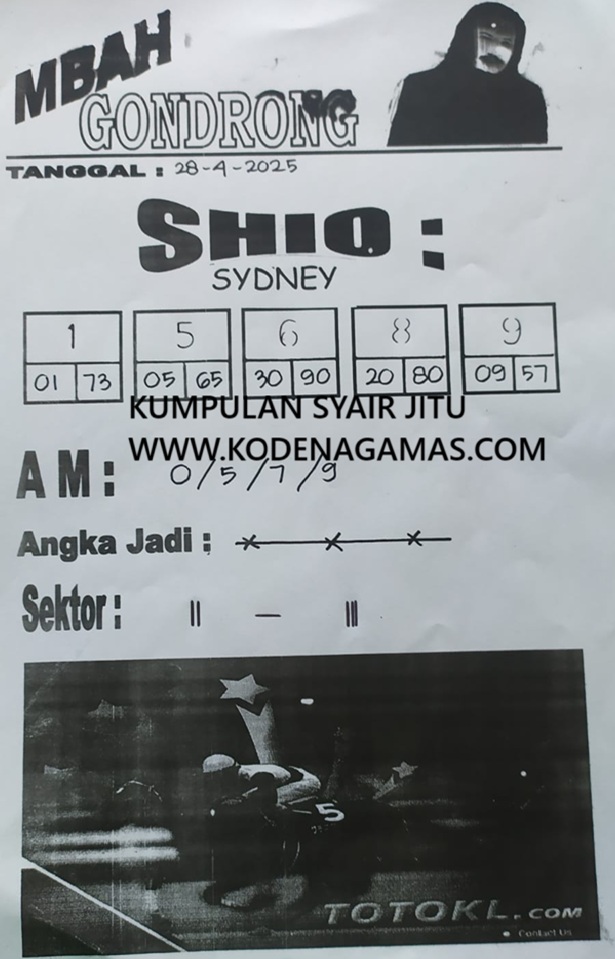 MBAH
GONDRONG
TANGGAL : 28-4-2025
SHIO :
SYDNEY
1 5 6 8 9
01 73 05 65 30 90 20 80 09 57
KUMPULAN SYAIR JITU
WWW.KODENAGAMAS.COM
AM : 0/5/7/9
Angka Jadi :
Sektor : II — III
5
TOTOKL.COM
Contact Us